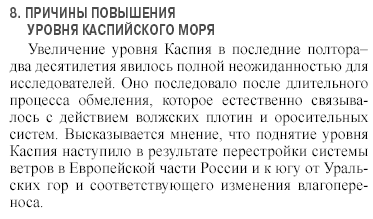 8. ПРИЧИНЫ ПОВЫШЕНИЯ
УРОВНЯ КАСПИЙСКОГО МОРЯ
Увеличение уровня Каспия в последние полтора–
два десятилетия явилось полной неожиданностью для
исследователей. Оно последовало после длительного
процесса обмеления, которое естественно связыва-
лось с действием волжских плотин и оросительных
систем. Высказывается мнение, что поднятие уровня
Каспия наступило в результате перестройки системы
ветров в Европейской части России и к югу от Ураль-
ских гор и соответствующего изменения влагопере-
носа.